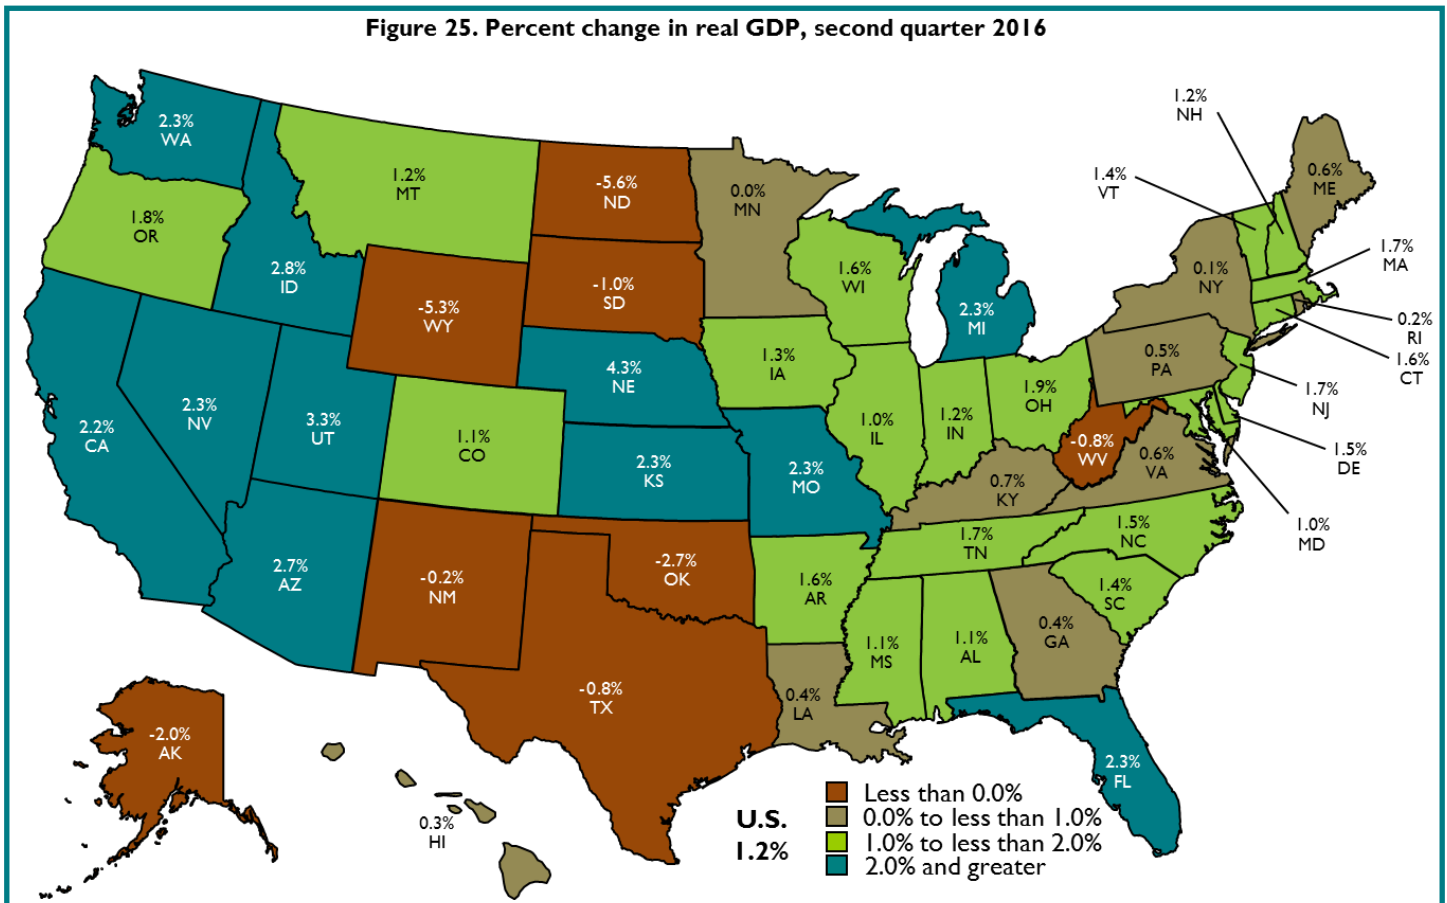 Figure 25. Percent change in real GDP, second quarter 2016
2.3%
WA
1.2%
MT
-5.6%
ND
0.0%
MN
1.2%
NH
1.4%
VT
0.6%
ME
1.8%
OR
2.8%
ID
-5.3%
WY
-1.0%
SD
1.6%
WI
2.3%
MI
0.1%
NY
1.7%
MA
0.2%
RI
1.6%
CT
2.2%
CA
2.3%
NV
3.3%
UT
1.1%
CO
4.3%
NE
1.3%
IA
1.0%
IL
1.2%
IN
1.9%
OH
0.5%
PA
1.7%
NJ
1.5%
DE
1.0%
MD
2.3%
KS
2.3%
MO
0.7%
KY
-0.8%
WV
0.6%
VA
2.7%
AZ
-0.2%
NM
-2.7%
OK
1.6%
AR
1.7%
TN
1.5%
NC
1.4%
SC
-0.8%
TX
0.4%
LA
1.1%
MS
1.1%
AL
0.4%
GA
2.3%
FL
-2.0%
AK
0.3%
HI
U.S.
1.2%
Less than 0.0%
0.0% to less than 1.0%
1.0% to less than 2.0%
2.0% and greater